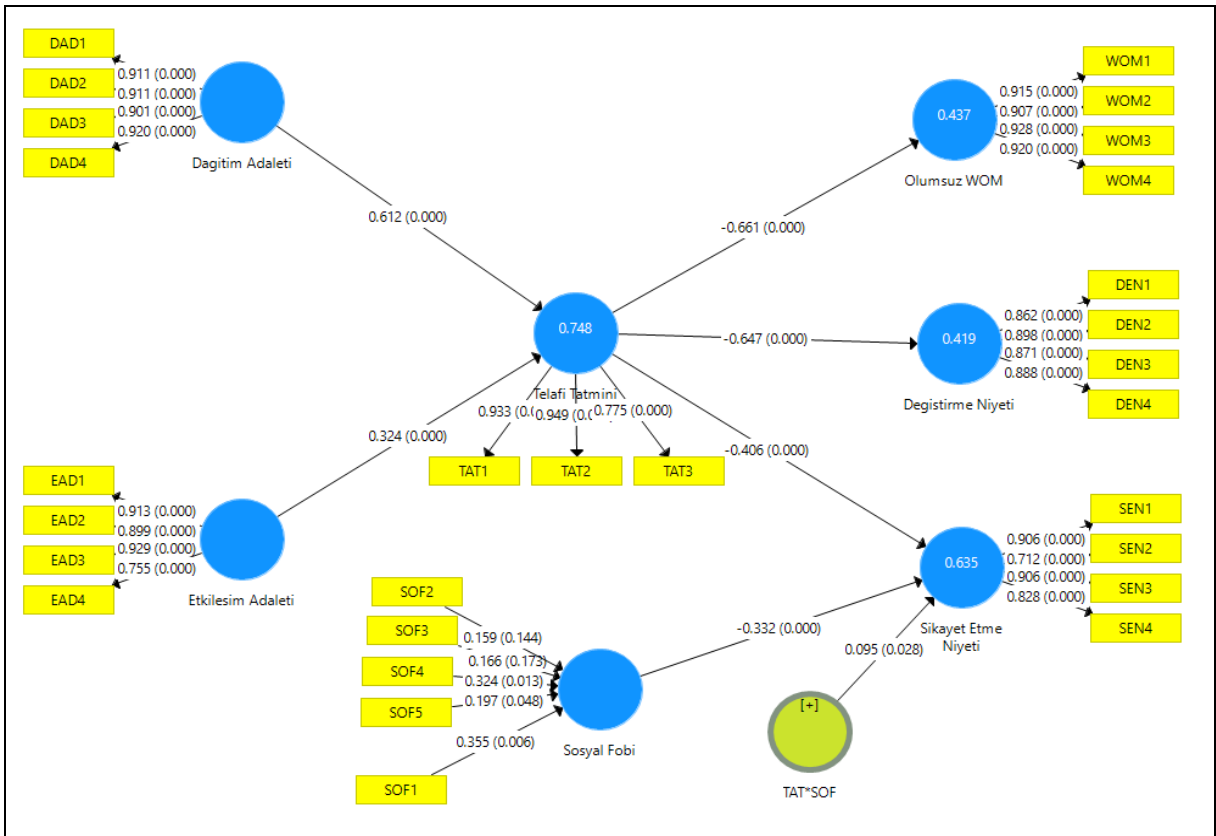 DAD1
DAD2
DAD3
DAD4
0.911 (0.000)
0.911 (0.000)
0.901 (0.000)
0.920 (0.000)
Dagitim Adaleti
0.612 (0.000)
EAD1
EAD2
EAD3
EAD4
0.913 (0.000)
0.899 (0.000)
0.929 (0.000)
0.755 (0.000)
Etkilesim Adaleti
0.324 (0.000)
0.748
Telafi Tatmini
0.933 (0.0
0.949 (0.0
0.775 (0.000)
TAT1
TAT2
TAT3
-0.661 (0.000)
-0.647 (0.000)
-0.406 (0.000)
0.437
Olumsuz WOM
0.915 (0.000)
0.907 (0.000)
0.928 (0.000)
0.920 (0.000)
WOM1
WOM2
WOM3
WOM4
0.419
Degistirme Niyeti
0.862 (0.000)
0.898 (0.000)
0.871 (0.000)
0.888 (0.000)
DEN1
DEN2
DEN3
DEN4
0.635
Sikayet Etme
Niyeti
0.906 (0.000)
0.712 (0.000)
0.906 (0.000)
0.828 (0.000)
SEN1
SEN2
SEN3
SEN4
SOF2
SOF3
SOF4
SOF5
SOF1
0.159 (0.144)
0.166 (0.173)
0.324 (0.013)
0.197 (0.048)
0.355 (0.006)
Sosyal Fobi
-0.332 (0.000)
0.095 (0.028)
[+]
TAT*SOF